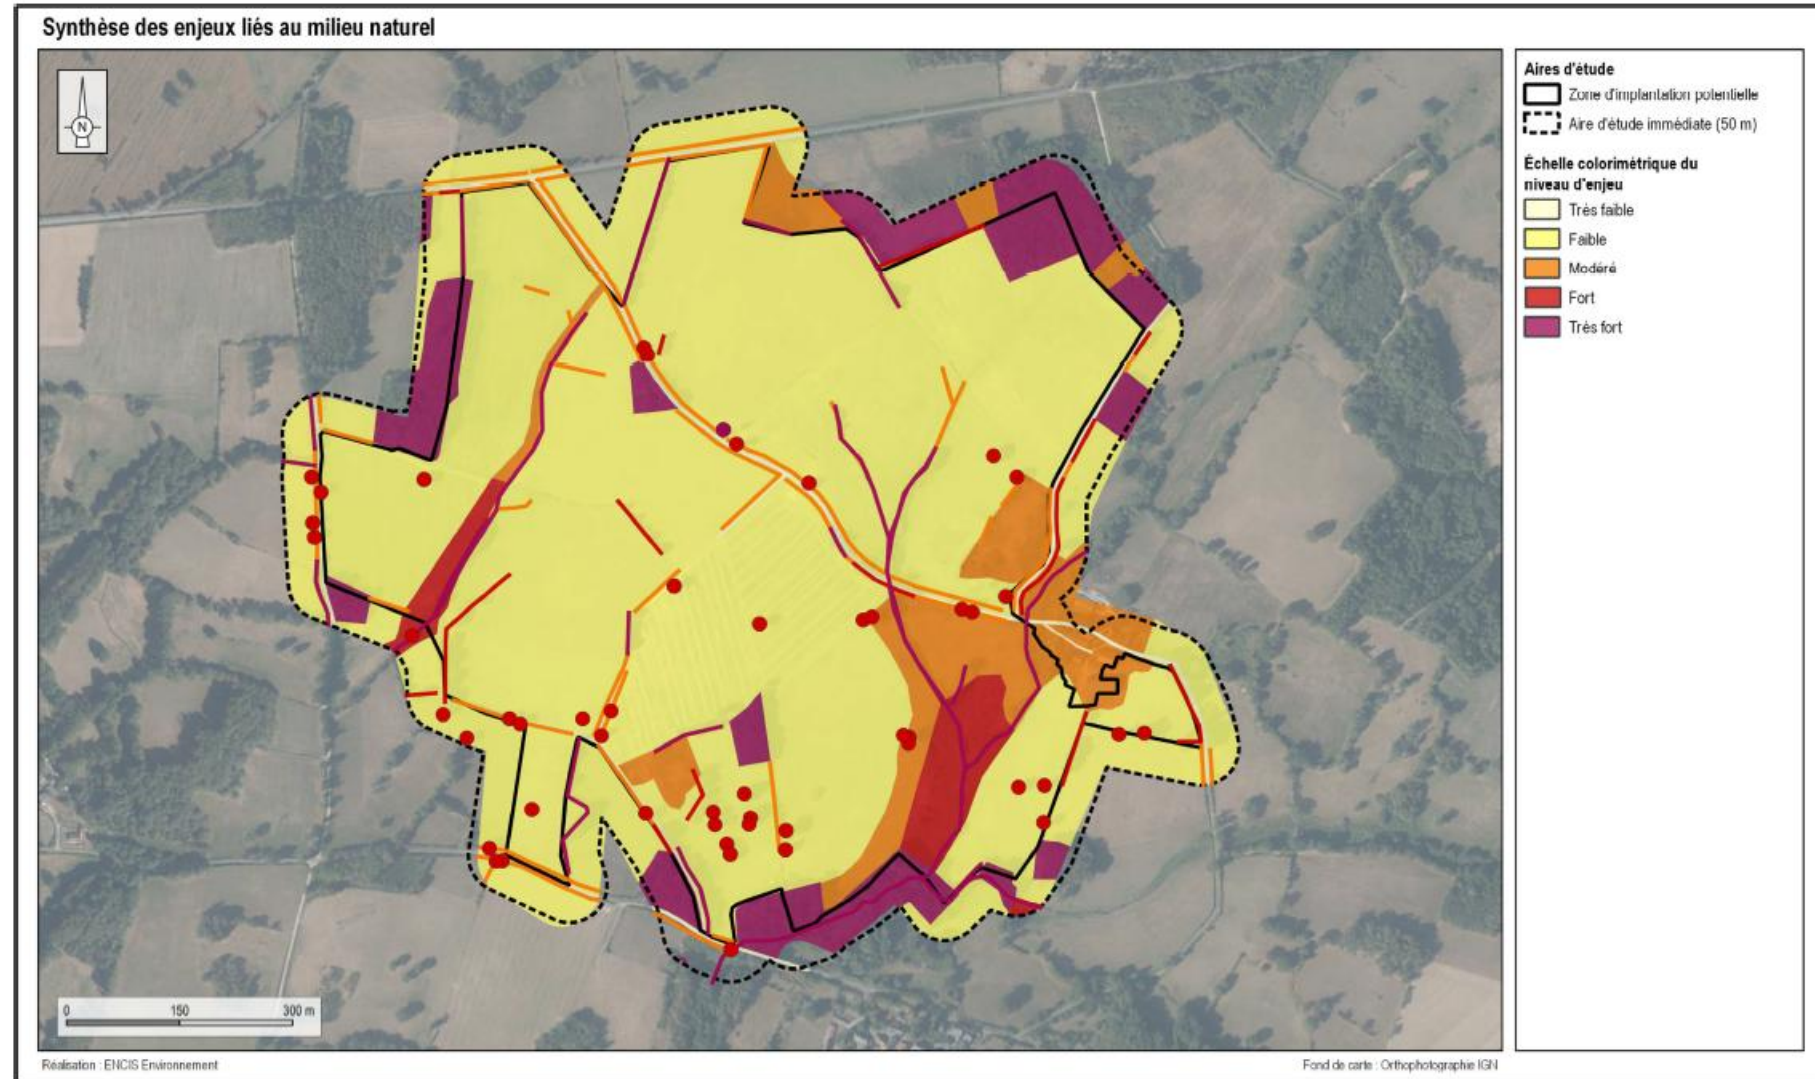 Synthèse des enjeux liés au milieu naturel
N
Aires d'étude
Zone d'implantation potentielle
Aire d'étude immédiate (50 m)
Échelle colorimétrique du
niveau d'enjeu
Très faible
Faible
Modéré
Fort
Très fort
0 150 300 m
Réalisation : ENCIS Environnement
Fond de carte : Orthophotographie IGN